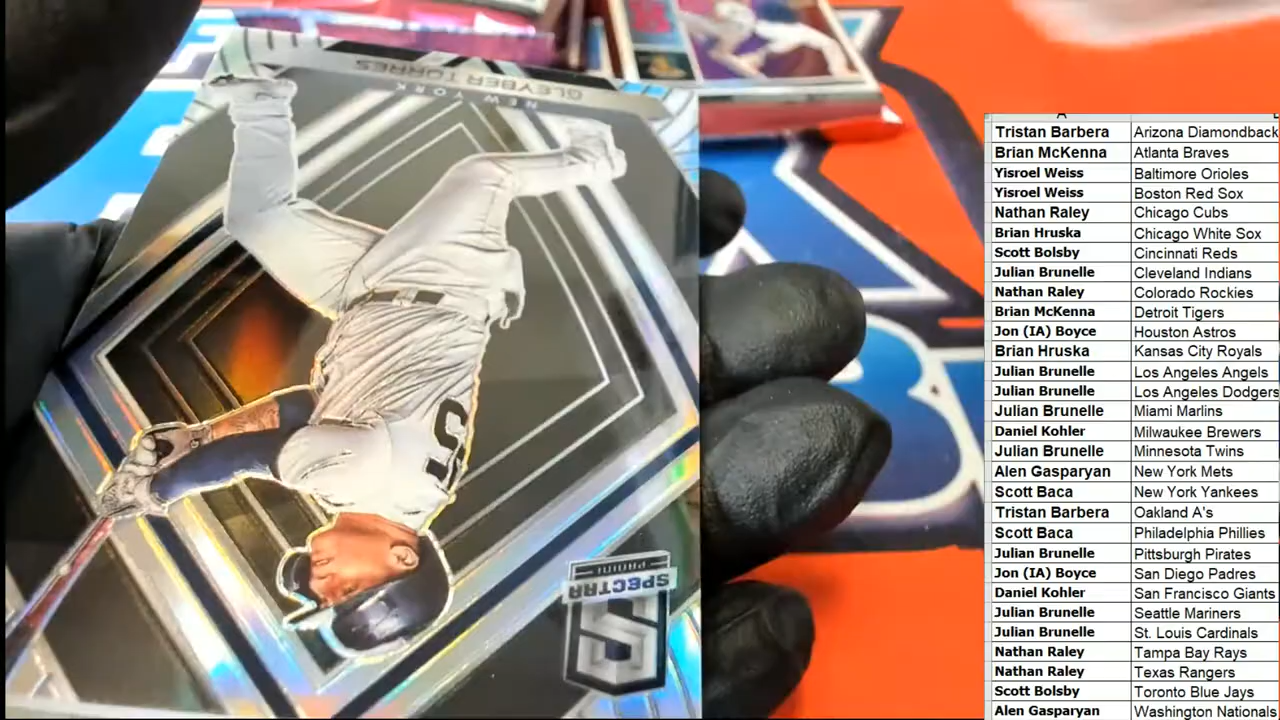 GLEYBER TORRES
NEW YORK
5
SPECTRA
PANINI
S
A
Tristan Barbera Arizona Diamondback
Brian McKenna Atlanta Braves
Yisroel Weiss Baltimore Orioles
Yisroel Weiss Boston Red Sox
Nathan Raley Chicago Cubs
Brian Hruska Chicago White Sox
Scott Bolsby Cincinnati Reds
Julian Brunelle Cleveland Indians
Nathan Raley Colorado Rockies
Brian McKenna Detroit Tigers
Jon (IA) Boyce Houston Astros
Brian Hruska Kansas City Royals
Julian Brunelle Los Angeles Angels
Julian Brunelle Los Angeles Dodgers
Julian Brunelle Miami Marlins
Daniel Kohler Milwaukee Brewers
Julian Brunelle Minnesota Twins
Alen Gasparyan New York Mets
Scott Baca New York Yankees
Tristan Barbera Oakland A's
Scott Baca Philadelphia Phillies
Julian Brunelle Pittsburgh Pirates
Jon (IA) Boyce San Diego Padres
Daniel Kohler San Francisco Giants
Julian Brunelle Seattle Mariners
Julian Brunelle St. Louis Cardinals
Nathan Raley Tampa Bay Rays
Nathan Raley Texas Rangers
Scott Bolsby Toronto Blue Jays
Alen Gasparyan Washington Nationals